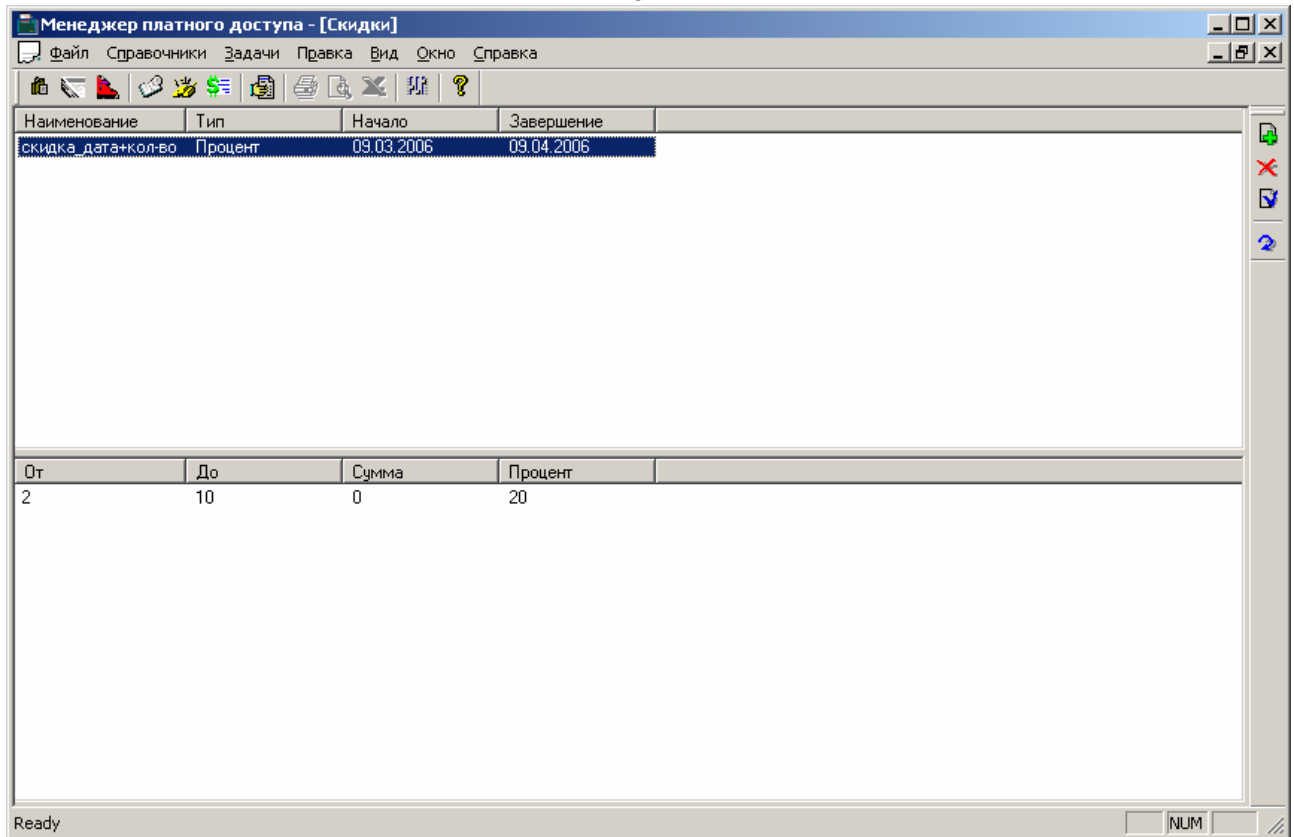 Менеджер платного доступа - [Скидки]
Файл Справочники Задачи Правка Вид Окно Справка
Наименование Тип Начало Завершение
скидка_дата+кол-во Процент 09.03.2006 09.04.2006
От До Сумма Процент
2 10 0 20
Ready NUM